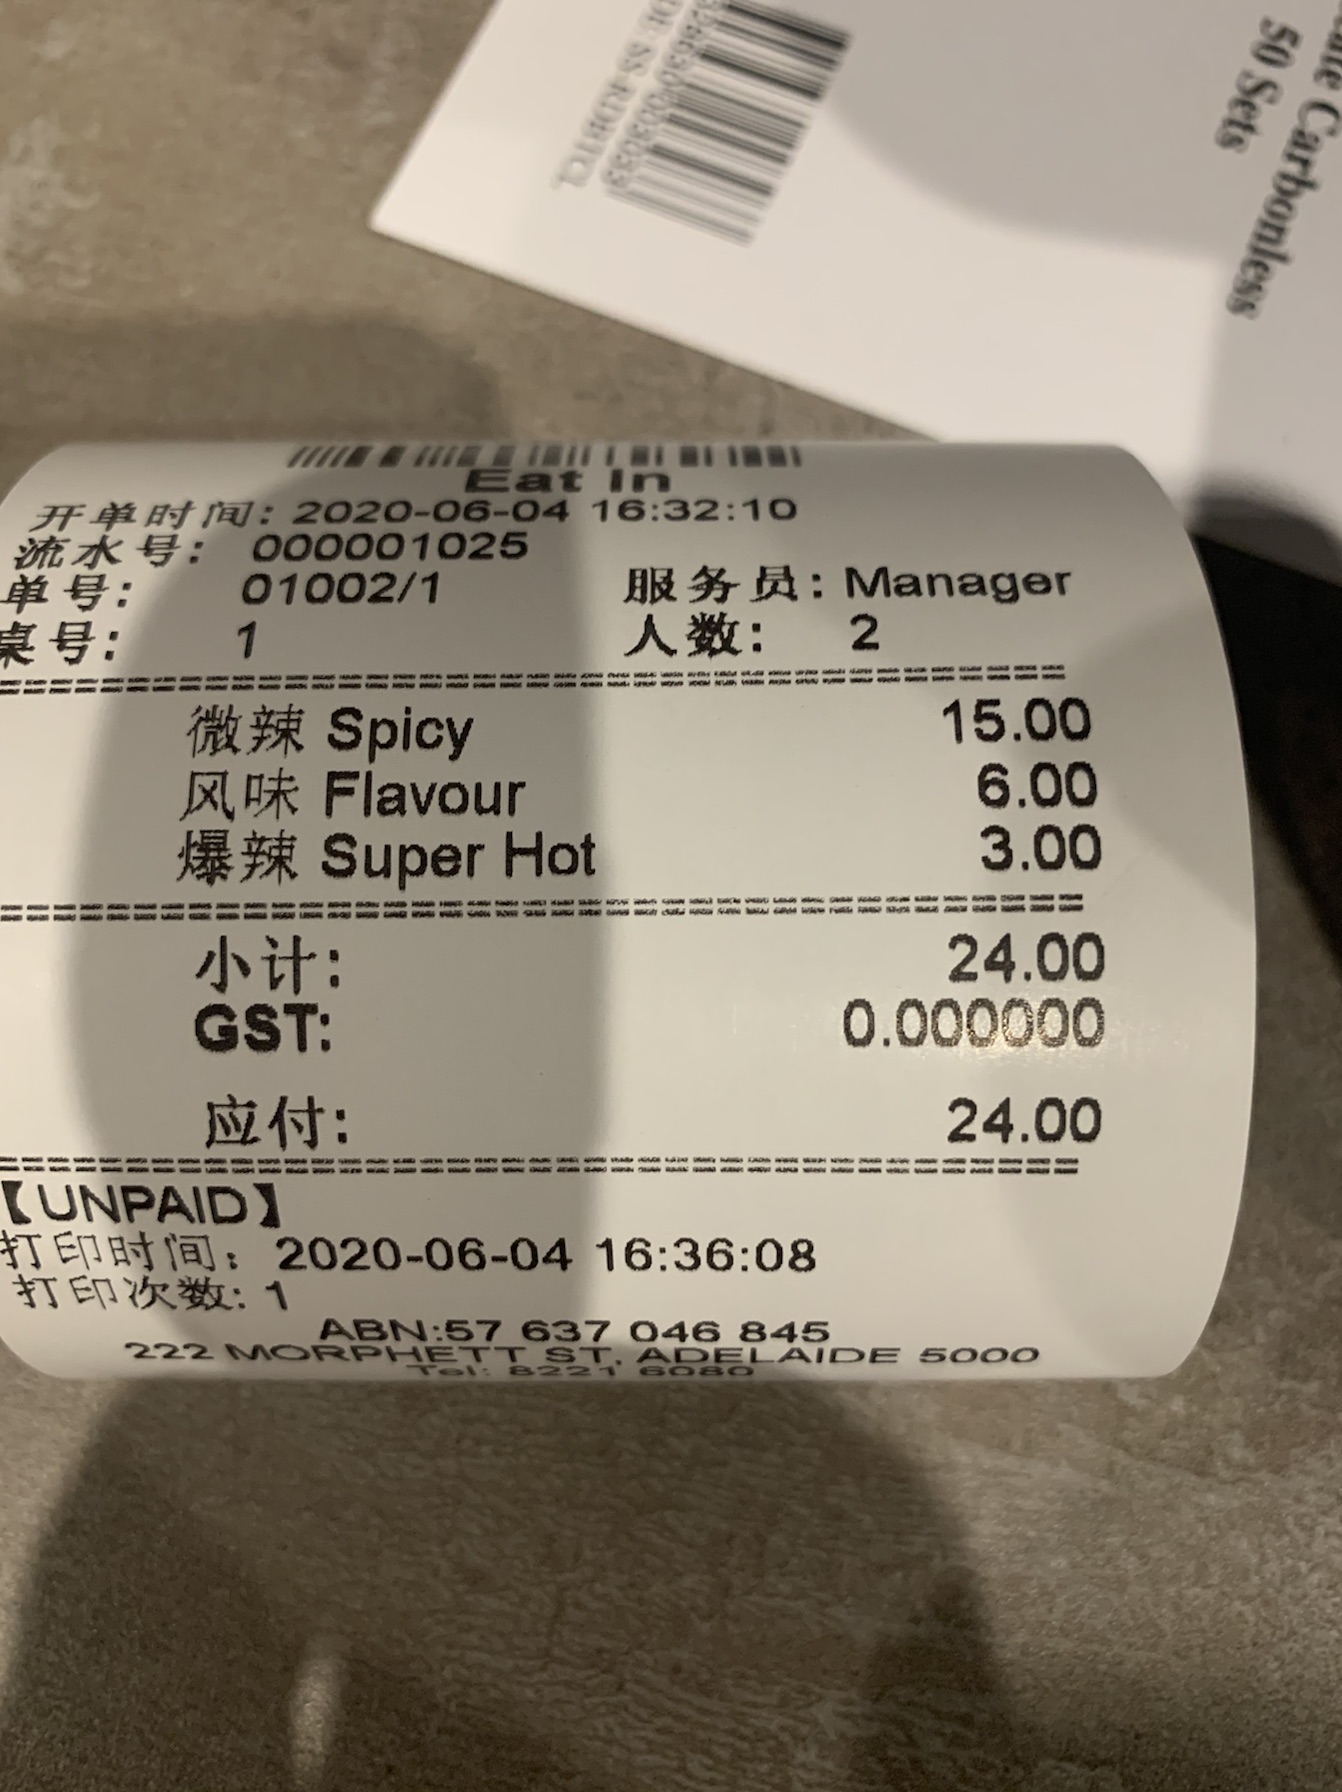 Carbonless
50 Sets
Eat In
开单时间: 2020-06-04 16:32:10
流水号: 000001025
单号: 01002/1 服务员: Manager
桌号: 1 人数: 2
微辣 Spicy 15.00
风味 Flavour 6.00
爆辣 Super Hot 3.00
小计: 24.00
GST: 0.000000
应付: 24.00
【UNPAID】
打印时间: 2020-06-04 16:36:08
打印次数: 1
ABN:57 637 046 845
222 MORPHETT ST, ADELAIDE 5000
Tel: 8221 6080